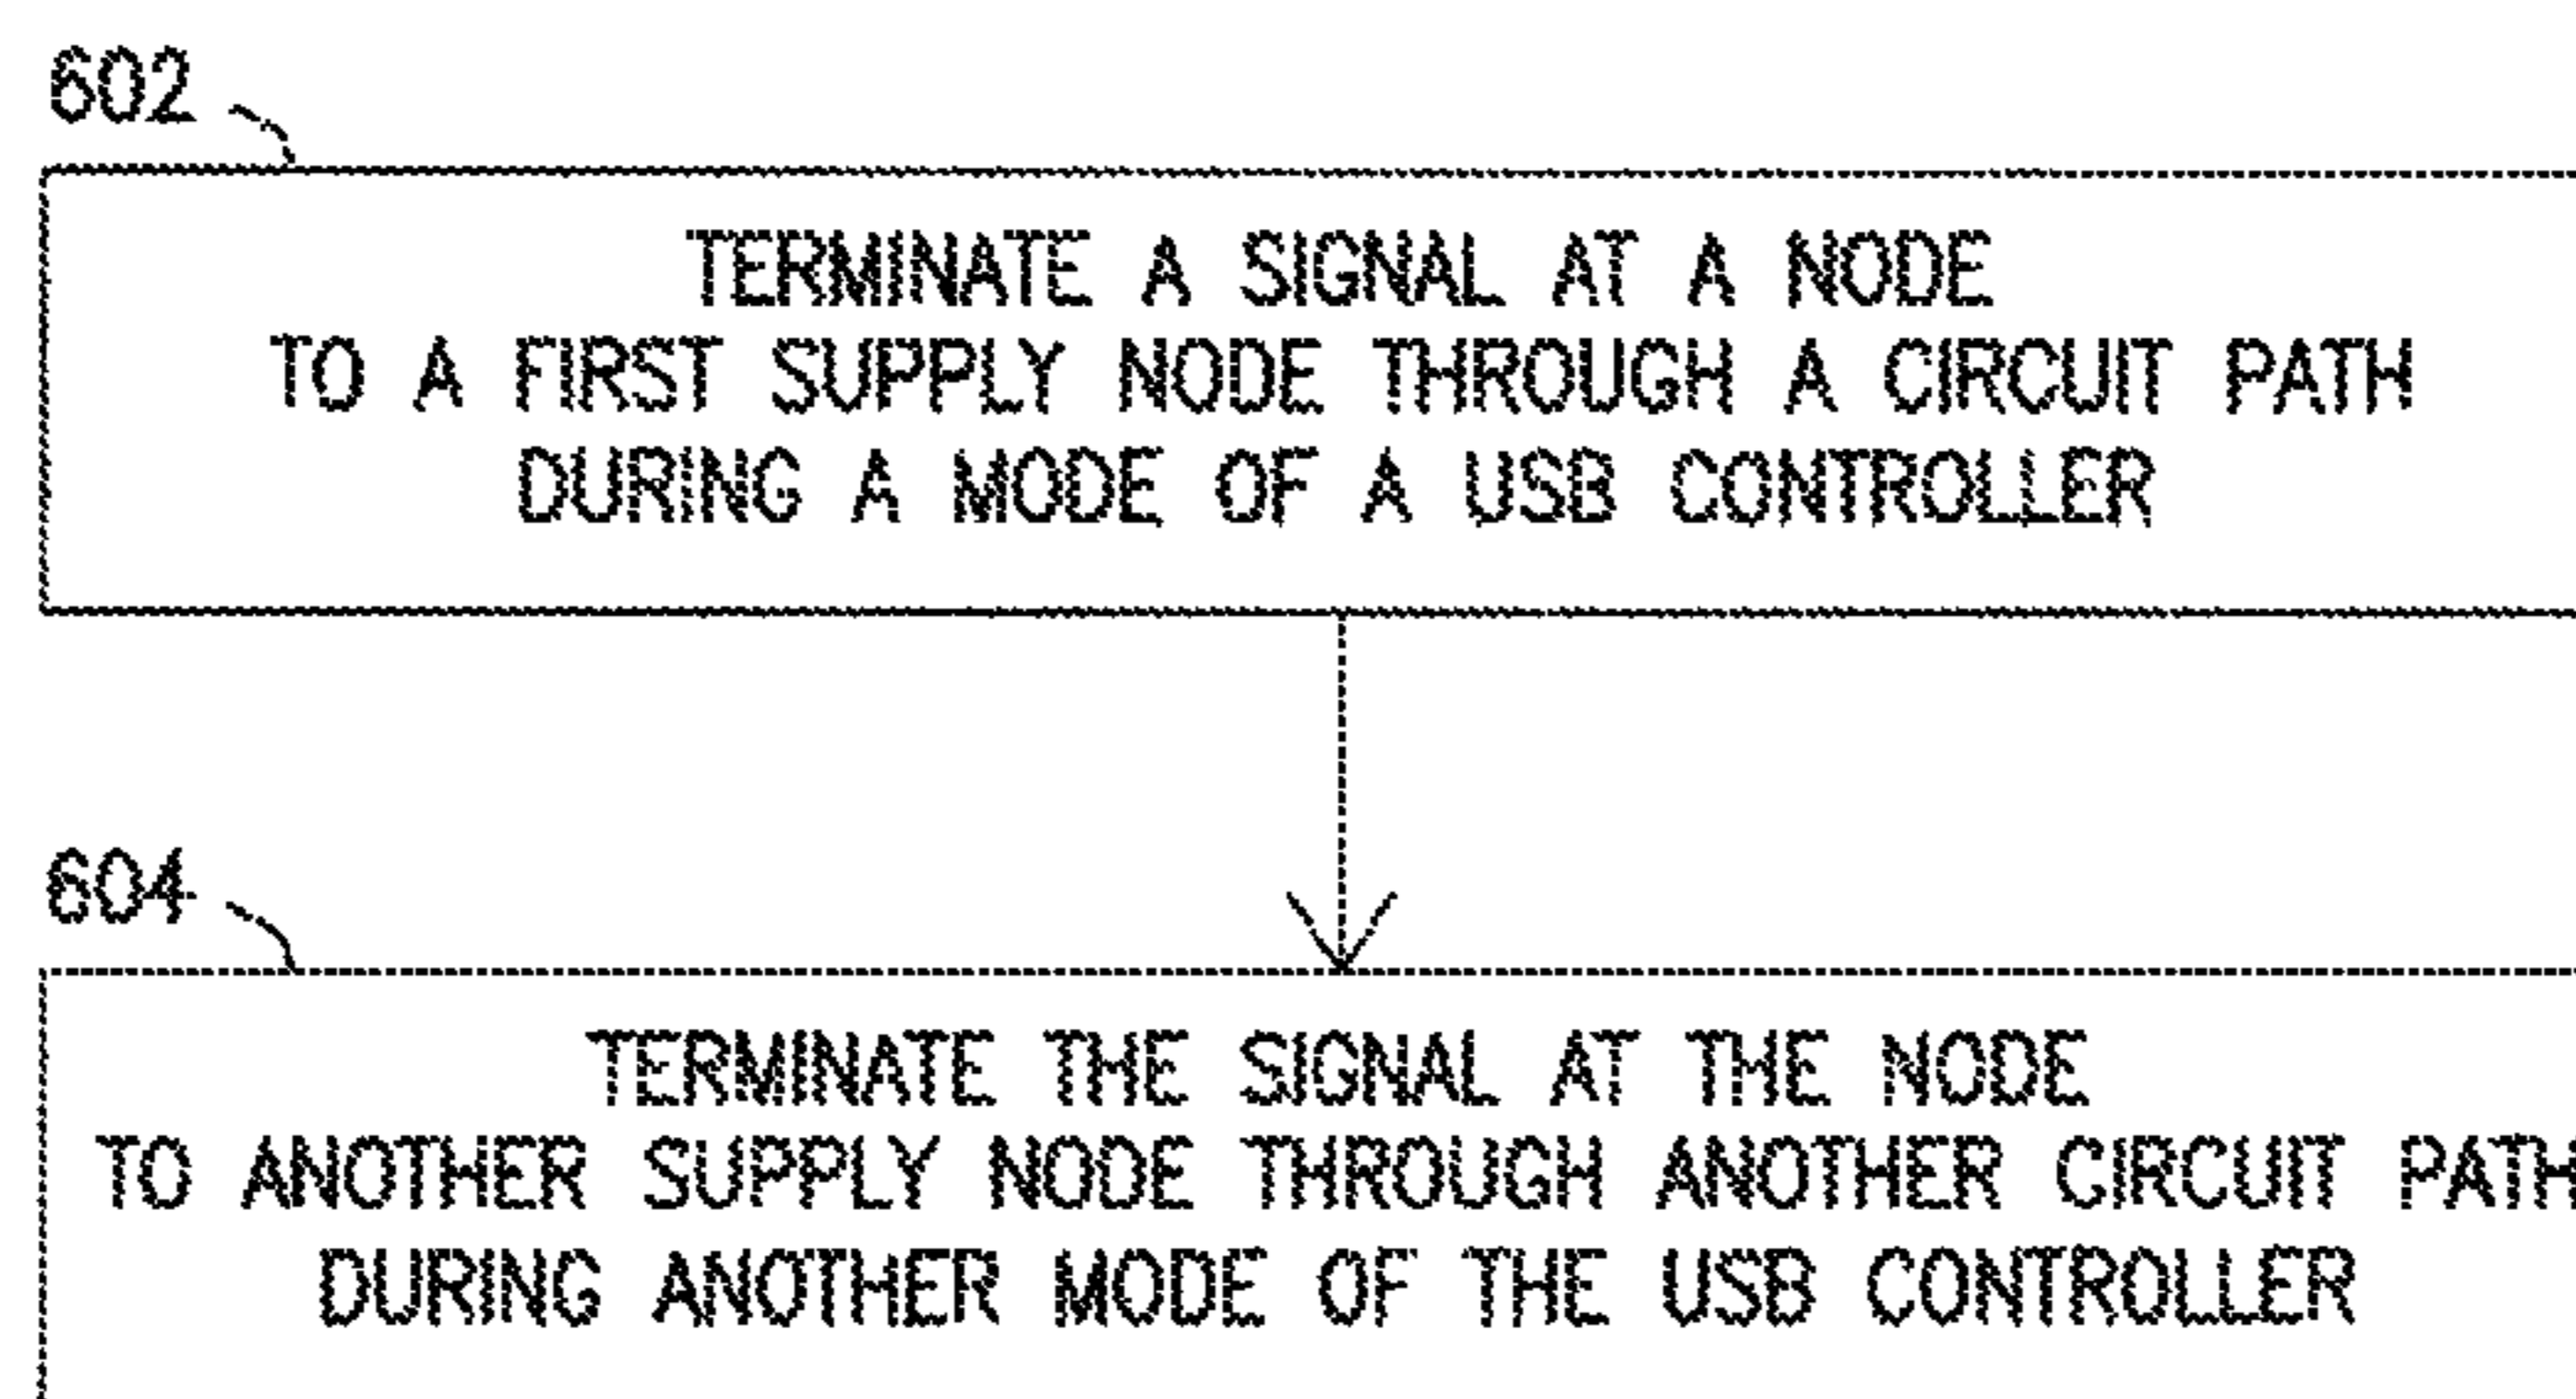 602
TERMINATE A SIGNAL AT A NODE
TO A FIRST SUPPLY NODE THROUGH A CIRCUIT PATH
DURING A MODE OF A USB CONTROLLER
604
TERMINATE THE SIGNAL AT THE NODE
TO ANOTHER SUPPLY NODE THROUGH ANOTHER CIRCUIT PATH
DURING ANOTHER MODE OF THE USB CONTROLLER